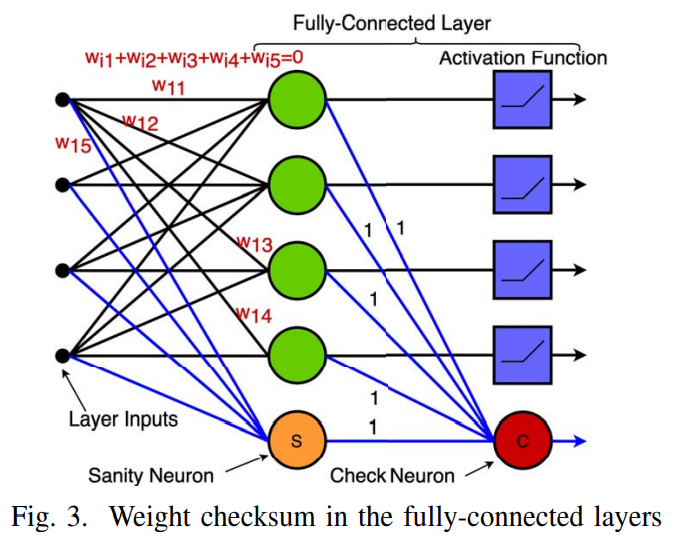 Fully-Connected Layer
wi1+wi2+wi3+wi4+wi5=0
Activation Function
w11
w12
w15
1 1
w13
1
w14
1
1
Layer Inputs
S
C
Sanity Neuron
Check Neuron
Fig. 3. Weight checksum in the fully-connected layers